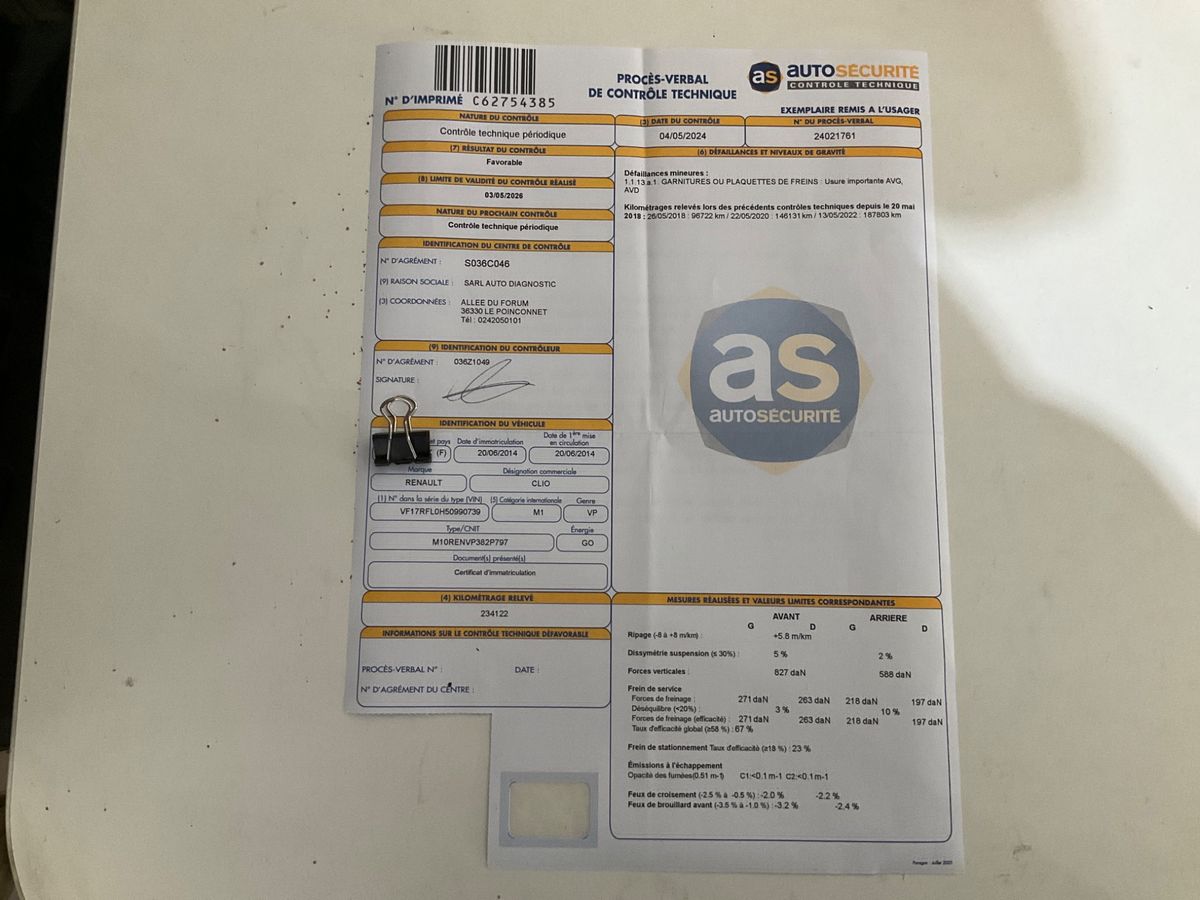 N° D'IMPRIMÉ C62754385
PROCÈS-VERBAL
DE CONTRÔLE TECHNIQUE
as AUTOSÉCURITÉ
CONTROLE TECHNIQUE
EXEMPLAIRE REMIS A L'USAGER
NATURE DU CONTRÔLE
Contrôle technique périodique
(3) DATE DU CONTRÔLE
04/05/2024
N° DU PROCÈS-VERBAL
24021761
(7) RÉSULTAT DU CONTRÔLE
Favorable
(8) LIMITE DE VALIDITÉ DU CONTRÔLE RÉALISÉ
03/05/2026
NATURE DU PROCHAIN CONTRÔLE
Contrôle technique périodique
IDENTIFICATION DU CENTRE DE CONTRÔLE
N° D'AGRÉMENT : S036C046
(9) RAISON SOCIALE : SARL AUTO DIAGNOSTIC
(3) COORDONNÉES : ALLEE DU FORUM
36330 LE POINCONNET
Tél : 0242050101
(9) IDENTIFICATION DU CONTRÔLEUR
N° D'AGRÉMENT : 036Z1049
SIGNATURE :
IDENTIFICATION DU VÉHICULE
et pays Date d'immatriculation Date de 1ère mise
en circulation
(F) 20/06/2014 20/06/2014
Marque Désignation commerciale
RENAULT CLIO
(1) N° dans la série du type (VIN) (5) Catégorie internationale Genre
VF17RFL0H50990739 M1 VP
Type/CNIT Énergie
M10RENVP382P797 GO
Document(s) présenté(s)
Certificat d'immatriculation
(4) KILOMÉTRAGE RELEVÉ
234122
INFORMATIONS SUR LE CONTRÔLE TECHNIQUE DÉFAVORABLE
PROCÈS-VERBAL N° : DATE :
N° D'AGRÉMENT DU CENTRE :
(6) DÉFAILLANCES ET NIVEAUX DE GRAVITÉ
Défaillances mineures :
1.1.13.a.1. GARNITURES OU PLAQUETTES DE FREINS : Usure importante AVG,
AVD
Kilométrages relevés lors des précédents contrôles techniques depuis le 20 mai
2018 : 26/05/2018 : 96722 km / 22/05/2020 : 146131 km / 13/05/2022 : 187803 km
as
AUTOSÉCURITÉ
MESURES RÉALISÉES ET VALEURS LIMITES CORRESPONDANTES
AVANT ARRIERE
G D G D
Ripage (-8 à +8 m/km) : +5.8 m/km
Dissymétrie suspension (≤ 30%) : 5 % 2 %
Forces verticales : 827 daN 588 daN
Frein de service
Forces de freinage : 271 daN 263 daN 218 daN 197 daN
Déséquilibre (<20%) : 3 % 10 %
Forces de freinage (efficacité) : 271 daN 263 daN 218 daN 197 daN
Taux d'efficacité global (≥58 %) : 67 %
Frein de stationnement Taux d'efficacité (≥18 %) : 23 %
Émissions à l'échappement
Opacité des fumées(0.51 m-1) C1:<0.1 m-1 C2:<0.1 m-1
Feux de croisement (-2.5 % à -0.5 %) : -2.0 % -2.2 %
Feux de brouillard avant (-3.5 % à -1.0 %) : -3.2 % -2.4 %